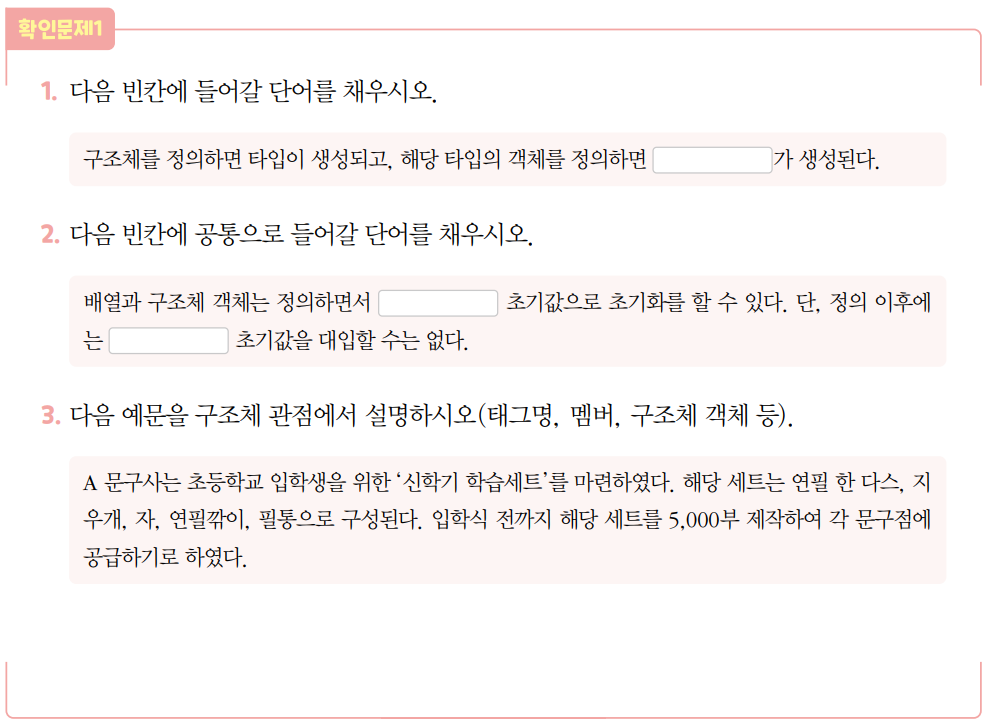 확인문제1
1. 다음 빈칸에 들어갈 단어를 채우시오.
구조체를 정의하면 타입이 생성되고, 해당 타입의 객체를 정의하면 가 생성된다.
2. 다음 빈칸에 공통으로 들어갈 단어를 채우시오.
배열과 구조체 객체는 정의하면서 초기값으로 초기화를 할 수 있다. 단, 정의 이후에
는 초기값을 대입할 수는 없다.
3. 다음 예문을 구조체 관점에서 설명하시오(태그명, 멤버, 구조체 객체 등).
A 문구사는 초등학교 입학생을 위한 ‘신학기 학습세트’를 마련하였다. 해당 세트는 연필 한 다스, 지
우개, 자, 연필깎이, 필통으로 구성된다. 입학식 전까지 해당 세트를 5,000부 제작하여 각 문구점에
공급하기로 하였다.